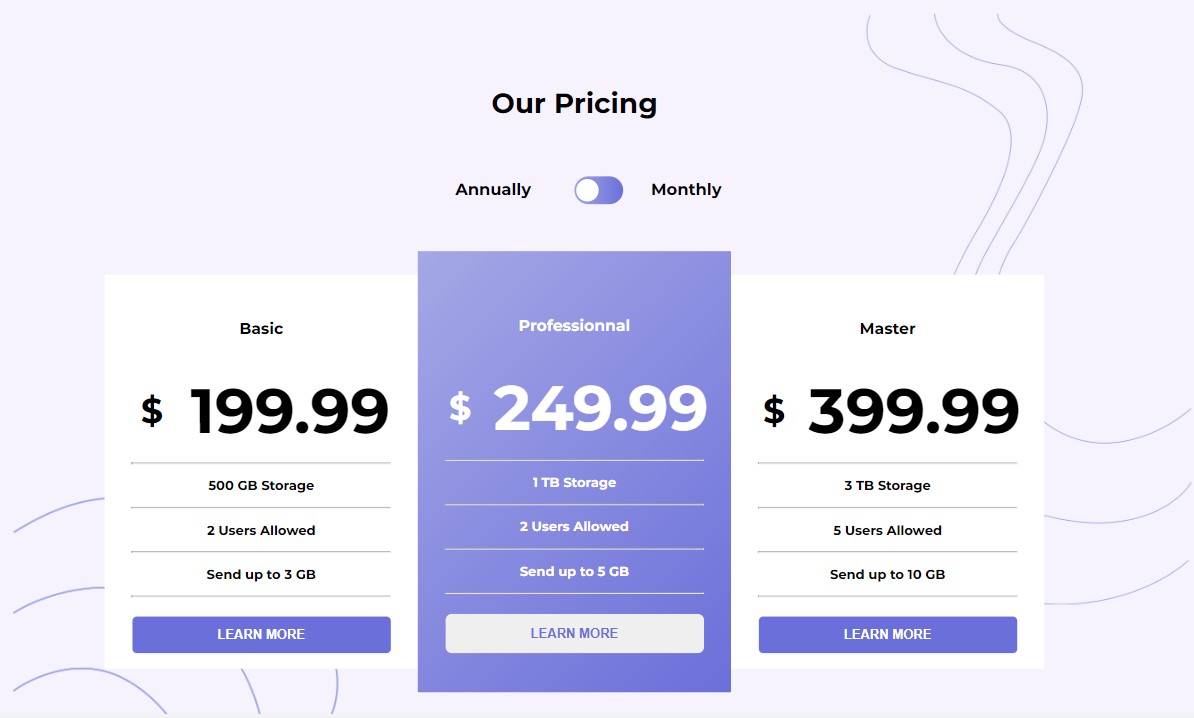 Our Pricing
Annually Monthly
Basic
$ 199.99
500 GB Storage
2 Users Allowed
Send up to 3 GB
LEARN MORE
Professionnal
$ 249.99
1 TB Storage
2 Users Allowed
Send up to 5 GB
LEARN MORE
Master
$ 399.99
3 TB Storage
5 Users Allowed
Send up to 10 GB
LEARN MORE